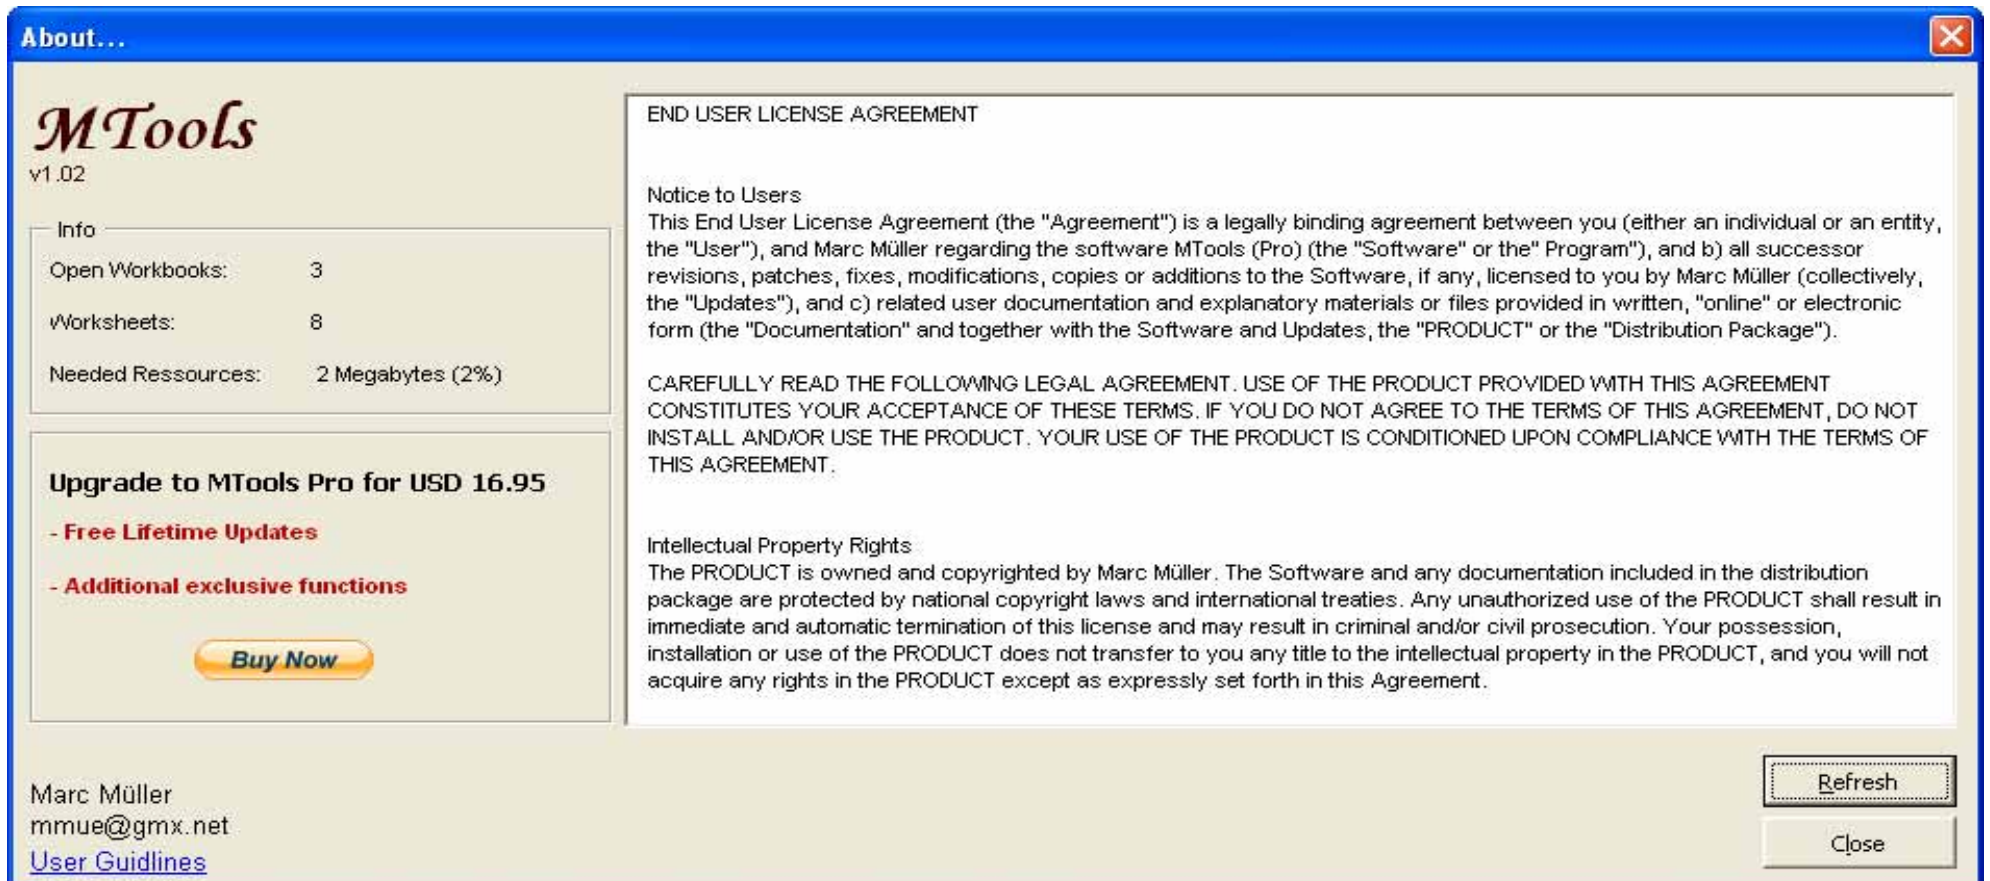 About...
MTools
v1.02
Info
Open Workbooks: 3
Worksheets: 8
Needed Ressources: 2 Megabytes (2%)
Upgrade to MTools Pro for USD 16.95
- Free Lifetime Updates
- Additional exclusive functions
Buy Now
Marc Müller
mmue@gmx.net
User Guidlines
END USER LICENSE AGREEMENT
Notice to Users
This End User License Agreement (the "Agreement") is a legally binding agreement between you (either an individual or an entity,
the "User"), and Marc Müller regarding the software MTools (Pro) (the "Software" or the" Program"), and b) all successor
revisions, patches, fixes, modifications, copies or additions to the Software, if any, licensed to you by Marc Müller (collectively,
the "Updates"), and c) related user documentation and explanatory materials or files provided in written, "online" or electronic
form (the "Documentation" and together with the Software and Updates, the "PRODUCT" or the "Distribution Package").
CAREFULLY READ THE FOLLOWING LEGAL AGREEMENT. USE OF THE PRODUCT PROVIDED WITH THIS AGREEMENT
CONSTITUTES YOUR ACCEPTANCE OF THESE TERMS. IF YOU DO NOT AGREE TO THE TERMS OF THIS AGREEMENT, DO NOT
INSTALL AND/OR USE THE PRODUCT. YOUR USE OF THE PRODUCT IS CONDITIONED UPON COMPLIANCE WITH THE TERMS OF
THIS AGREEMENT.
Intellectual Property Rights
The PRODUCT is owned and copyrighted by Marc Müller. The Software and any documentation included in the distribution
package are protected by national copyright laws and international treaties. Any unauthorized use of the PRODUCT shall result in
immediate and automatic termination of this license and may result in criminal and/or civil prosecution. Your possession,
installation or use of the PRODUCT does not transfer to you any title to the intellectual property in the PRODUCT, and you will not
acquire any rights in the PRODUCT except as expressly set forth in this Agreement.
Refresh
Close